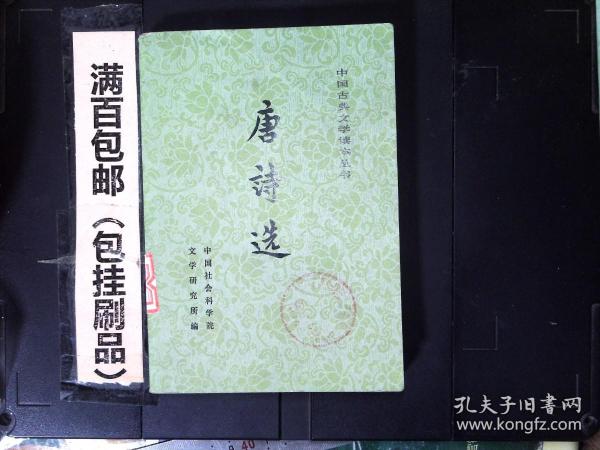 满百包邮（包挂刷品）
中国古典文学读本丛书
唐诗选
中国社会科学院
文学研究所编
孔夫子旧书网
www.kongfz.com
40